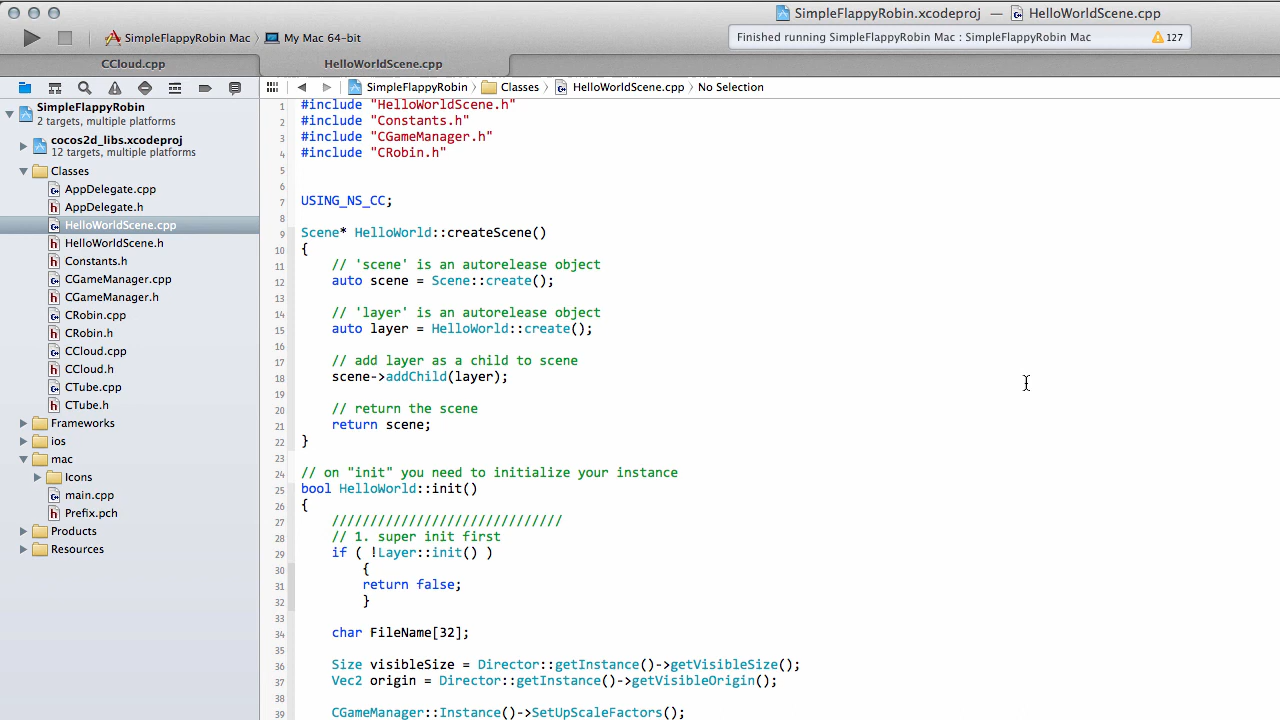 SimpleFlappyRobin.xcodeproj — HelloWorldScene.cpp
SimpleFlappyRobin Mac My Mac 64-bit
Finished running SimpleFlappyRobin Mac : SimpleFlappyRobin Mac 127
CCloud.cpp HelloWorldScene.cpp
SimpleFlappyRobin Classes HelloWorldScene.cpp No Selection
SimpleFlappyRobin
2 targets, multiple platforms
cocos2d_libs.xcodeproj
12 targets, multiple platforms
Classes
AppDelegate.cpp
AppDelegate.h
HelloWorldScene.cpp
HelloWorldScene.h
Constants.h
CGameManager.cpp
CGameManager.h
CRobin.cpp
CRobin.h
CCloud.cpp
CCloud.h
CTube.cpp
CTube.h
Frameworks
ios
mac
Icons
main.cpp
Prefix.pch
Products
Resources
1 #include "HelloWorldScene.h"
2 #include "Constants.h"
3 #include "CGameManager.h"
4 #include "CRobin.h"
5
6
7 USING_NS_CC;
8
9 Scene* HelloWorld::createScene()
10 {
11 // 'scene' is an autorelease object
12 auto scene = Scene::create();
13
14 // 'layer' is an autorelease object
15 auto layer = HelloWorld::create();
16
17 // add layer as a child to scene
18 scene->addChild(layer);
19
20 // return the scene
21 return scene;
22 }
23
24 // on "init" you need to initialize your instance
25 bool HelloWorld::init()
26 {
27 //////////////////////////////
28 // 1. super init first
29 if ( !Layer::init() )
30 {
31 return false;
32 }
33
34 char FileName[32];
35
36 Size visibleSize = Director::getInstance()->getVisibleSize();
37 Vec2 origin = Director::getInstance()->getVisibleOrigin();
38
39 CGameManager::Instance()->SetUpScaleFactors();